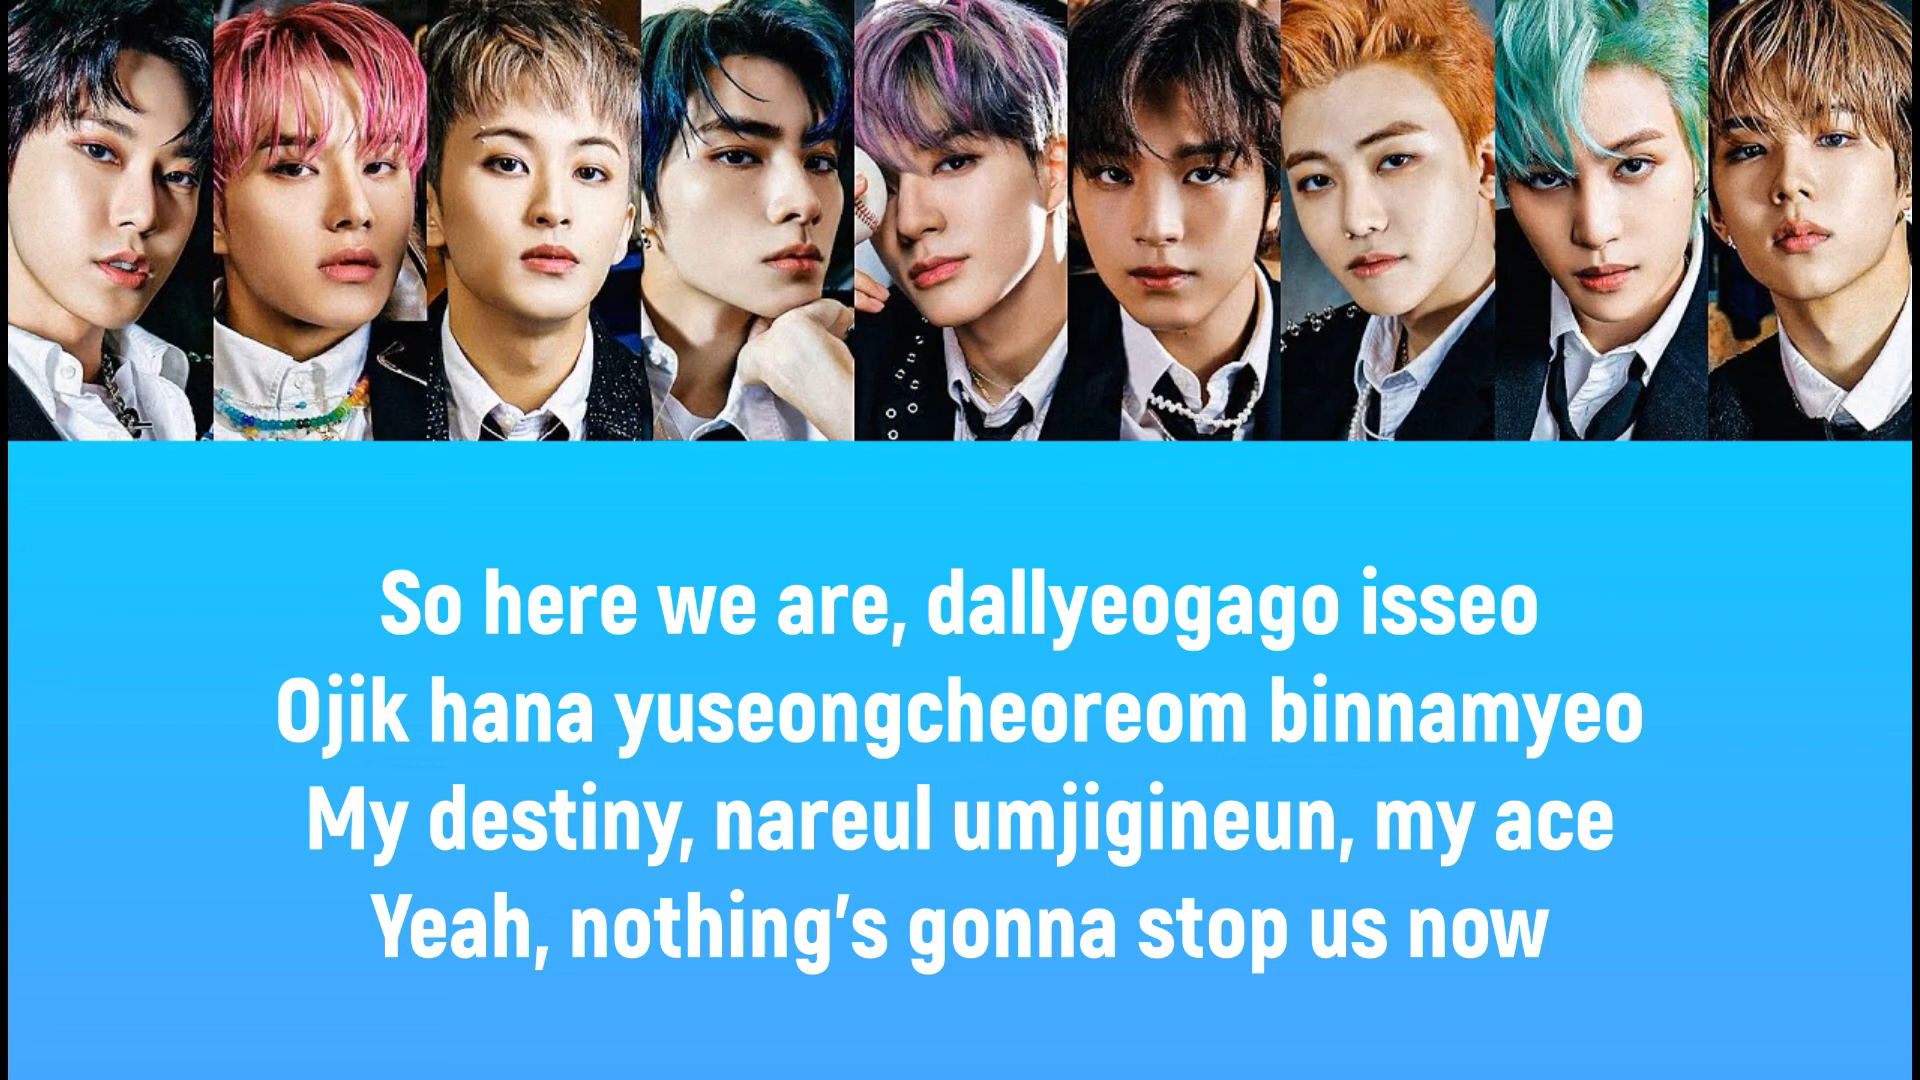 So here we are, dallyeogago isseo
Ojik hana yuseongcheoreom binnamyeo
My destiny, nareul umjigineun, my ace
Yeah, nothing’s gonna stop us now